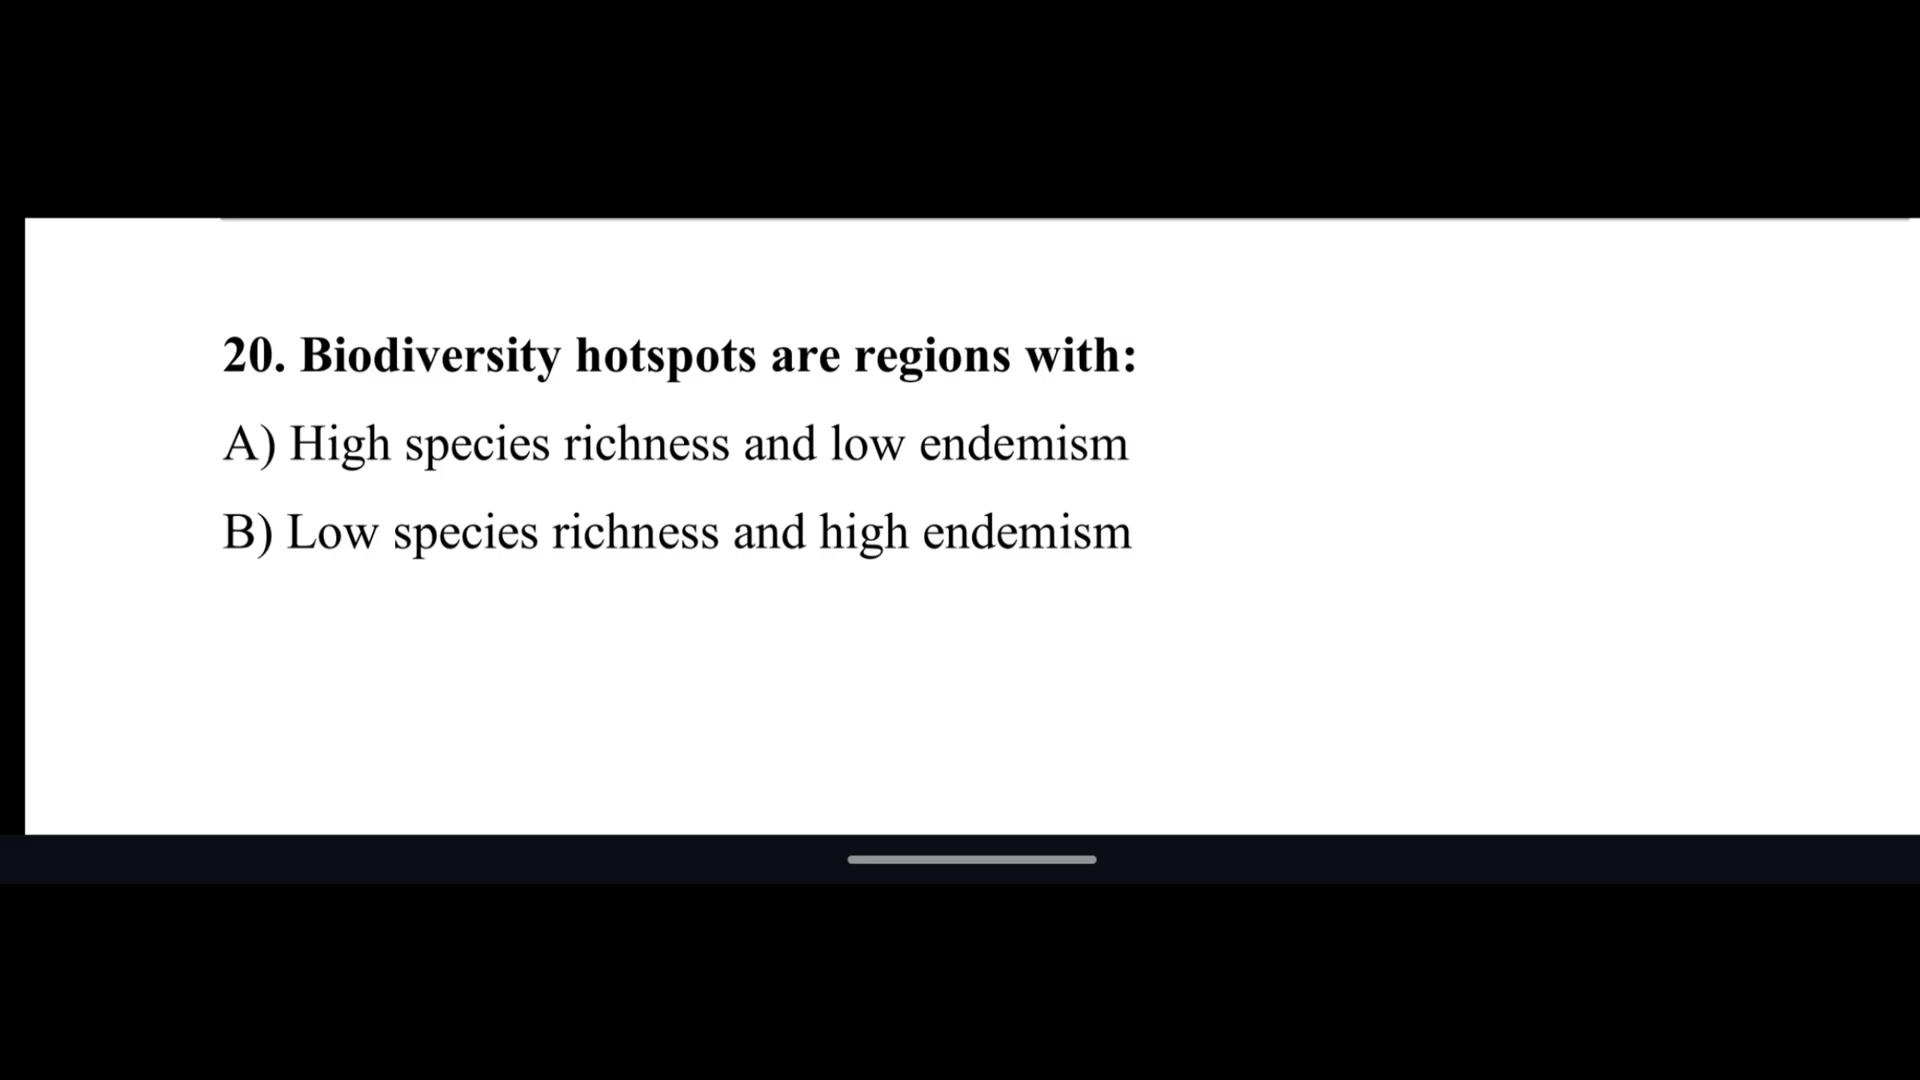 20. Biodiversity hotspots are regions with:
A) High species richness and low endemism
B) Low species richness and high endemism